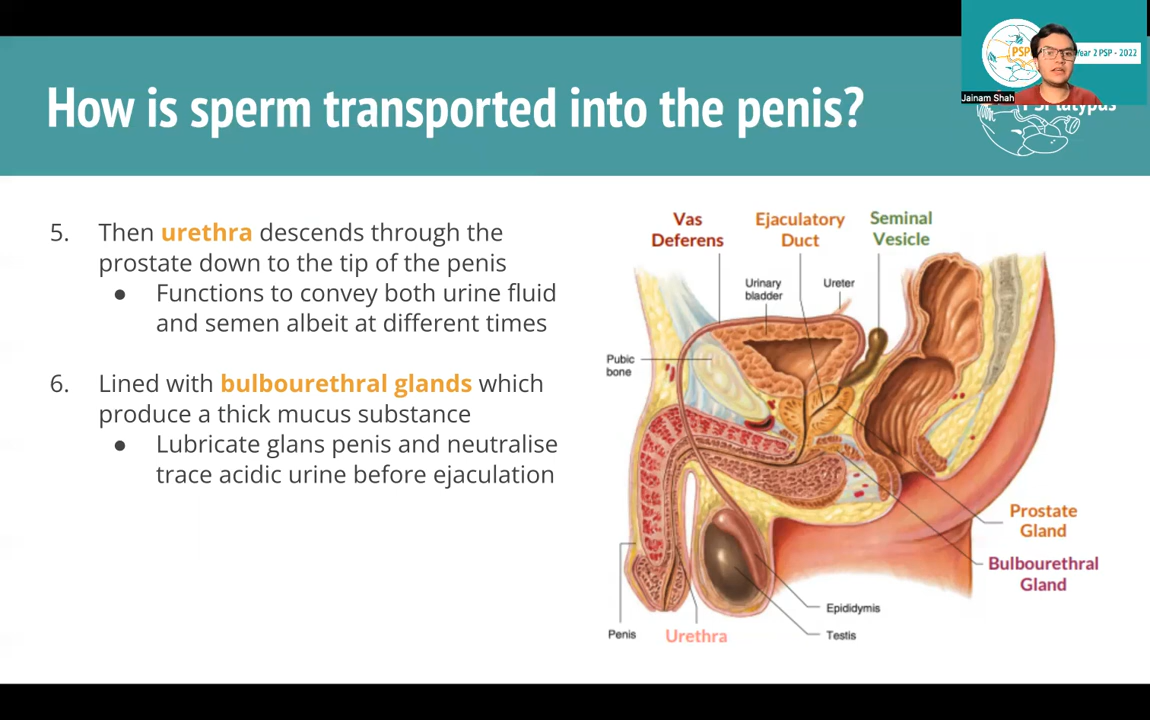 How is sperm transported into the penis?
PSP
Year 2 PSP - 2022
Jainam Shah
5. Then urethra descends through the
prostate down to the tip of the penis
● Functions to convey both urine fluid
and semen albeit at different times
6. Lined with bulbourethral glands which
produce a thick mucus substance
● Lubricate glans penis and neutralise
trace acidic urine before ejaculation
Vas
Deferens
Ejaculatory
Duct
Seminal
Vesicle
Urinary
bladder
Ureter
Pubic
bone
Prostate
Gland
Bulbourethral
Gland
Epididymis
Testis
Penis
Urethra